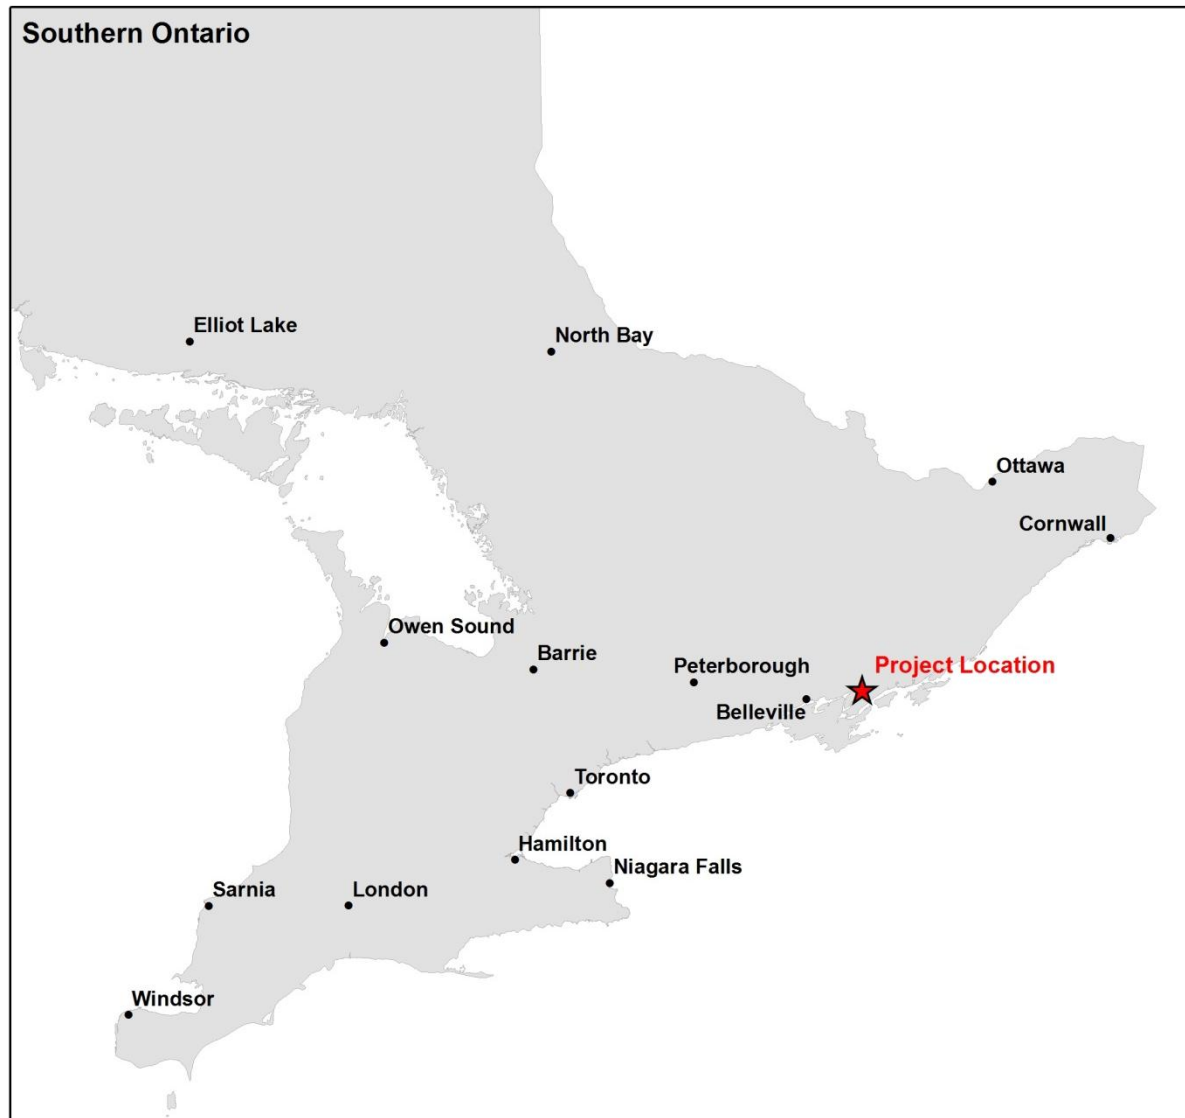 Southern Ontario
Elliot Lake
North Bay
Ottawa
Cornwall
Owen Sound
Barrie
Peterborough
Project Location
Belleville
Toronto
Hamilton
Niagara Falls
Sarnia
London
Windsor